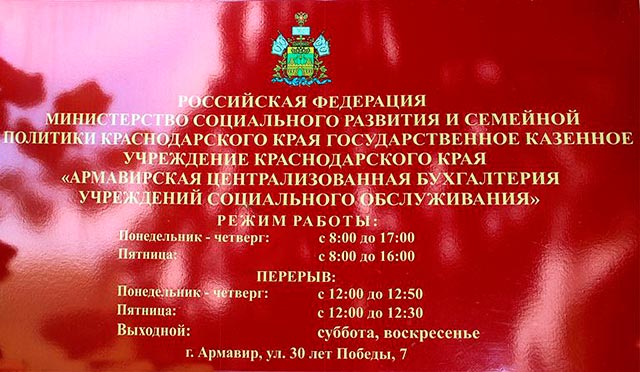 РОССИЙСКАЯ ФЕДЕРАЦИЯ
МИНИСТЕРСТВО СОЦИАЛЬНОГО РАЗВИТИЯ И СЕМЕЙНОЙ
ПОЛИТИКИ КРАСНОДАРСКОГО КРАЯ ГОСУДАРСТВЕННОЕ КАЗЕННОЕ
УЧРЕЖДЕНИЕ КРАСНОДАРСКОГО КРАЯ
«АРМАВИРСКАЯ ЦЕНТРАЛИЗОВАННАЯ БУХГАЛТЕРИЯ
УЧРЕЖДЕНИЙ СОЦИАЛЬНОГО ОБСЛУЖИВАНИЯ»
РЕЖИМ РАБОТЫ:
Понедельник - четверг: с 8:00 до 17:00
Пятница: с 8:00 до 16:00
ПЕРЕРЫВ:
Понедельник - четверг: с 12:00 до 12:50
Пятница: с 12:00 до 12:30
Выходной: суббота, воскресенье
г. Армавир, ул. 30 лет Победы, 7